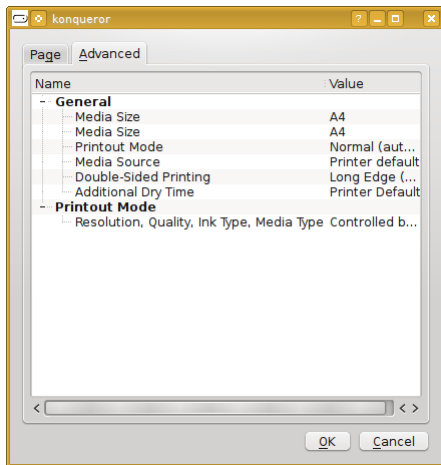 konqueror
Page Advanced
Name Value
General
Media Size A4
Media Size A4
Printout Mode Normal (aut...
Media Source Printer default
Double-Sided Printing Long Edge (...
Additional Dry Time Printer Default
Printout Mode
Resolution, Quality, Ink Type, Media Type Controlled b...
OK Cancel